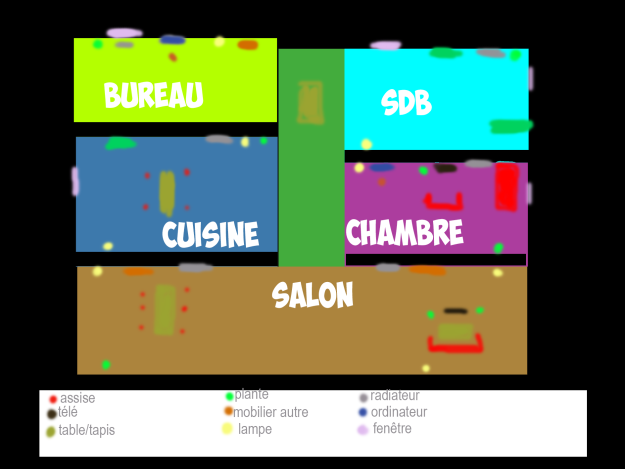 BUREAU
SDB
CUISINE
CHAMBRE
SALON
assise plante radiateur
télé mobilier autre ordinateur
table/tapis lampe fenêtre